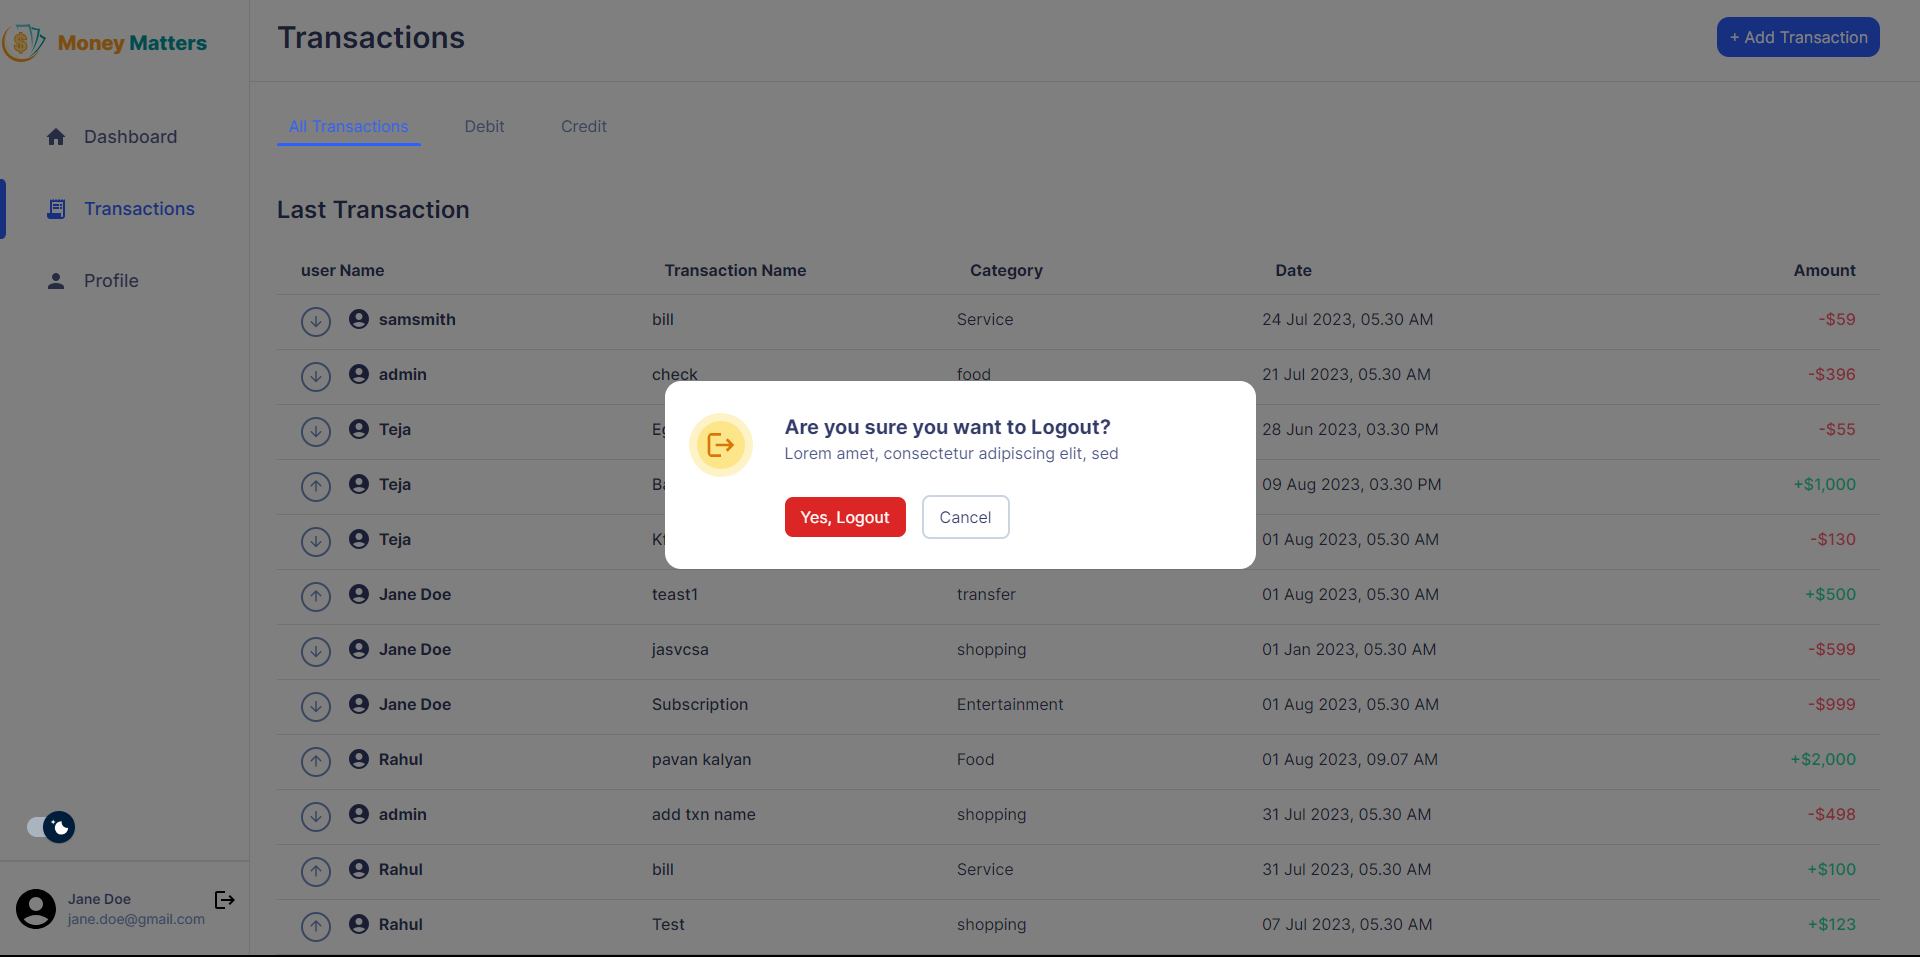 Money Matters
Transactions
+ Add Transaction
Dashboard
Transactions
Profile
All Transactions Debit Credit
Last Transaction
user Name Transaction Name Category Date Amount
samsmith bill Service 24 Jul 2023, 05.30 AM -$59
admin check food 21 Jul 2023, 05.30 AM -$396
Teja 28 Jun 2023, 03.30 PM -$55
Teja 09 Aug 2023, 03.30 PM +$1,000
Teja 01 Aug 2023, 05.30 AM -$130
Are you sure you want to Logout?
Lorem amet, consectetur adipiscing elit, sed
Yes, Logout Cancel
Jane Doe teast1 transfer 01 Aug 2023, 05.30 AM +$500
Jane Doe jasvcsa shopping 01 Jan 2023, 05.30 AM -$599
Jane Doe Subscription Entertainment 01 Aug 2023, 05.30 AM -$999
Rahul pavan kalyan Food 01 Aug 2023, 09.07 AM +$2,000
admin add txn name shopping 31 Jul 2023, 05.30 AM -$498
Rahul bill Service 31 Jul 2023, 05.30 AM +$100
Rahul Test shopping 07 Jul 2023, 05.30 AM +$123
Jane Doe
jane.doe@gmail.com